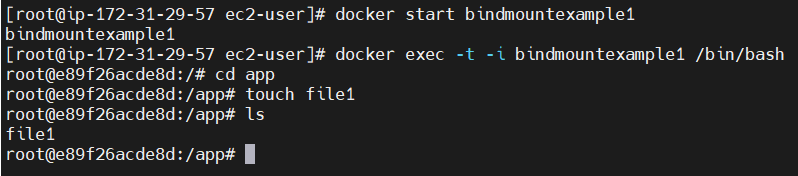 [root@ip-172-31-29-57 ec2-user]# docker start bindmountexample1
bindmountexample1
[root@ip-172-31-29-57 ec2-user]# docker exec -t -i bindmountexample1 /bin/bash
root@e89f26acde8d:/# cd app
root@e89f26acde8d:/app# touch file1
root@e89f26acde8d:/app# ls
file1
root@e89f26acde8d:/app#